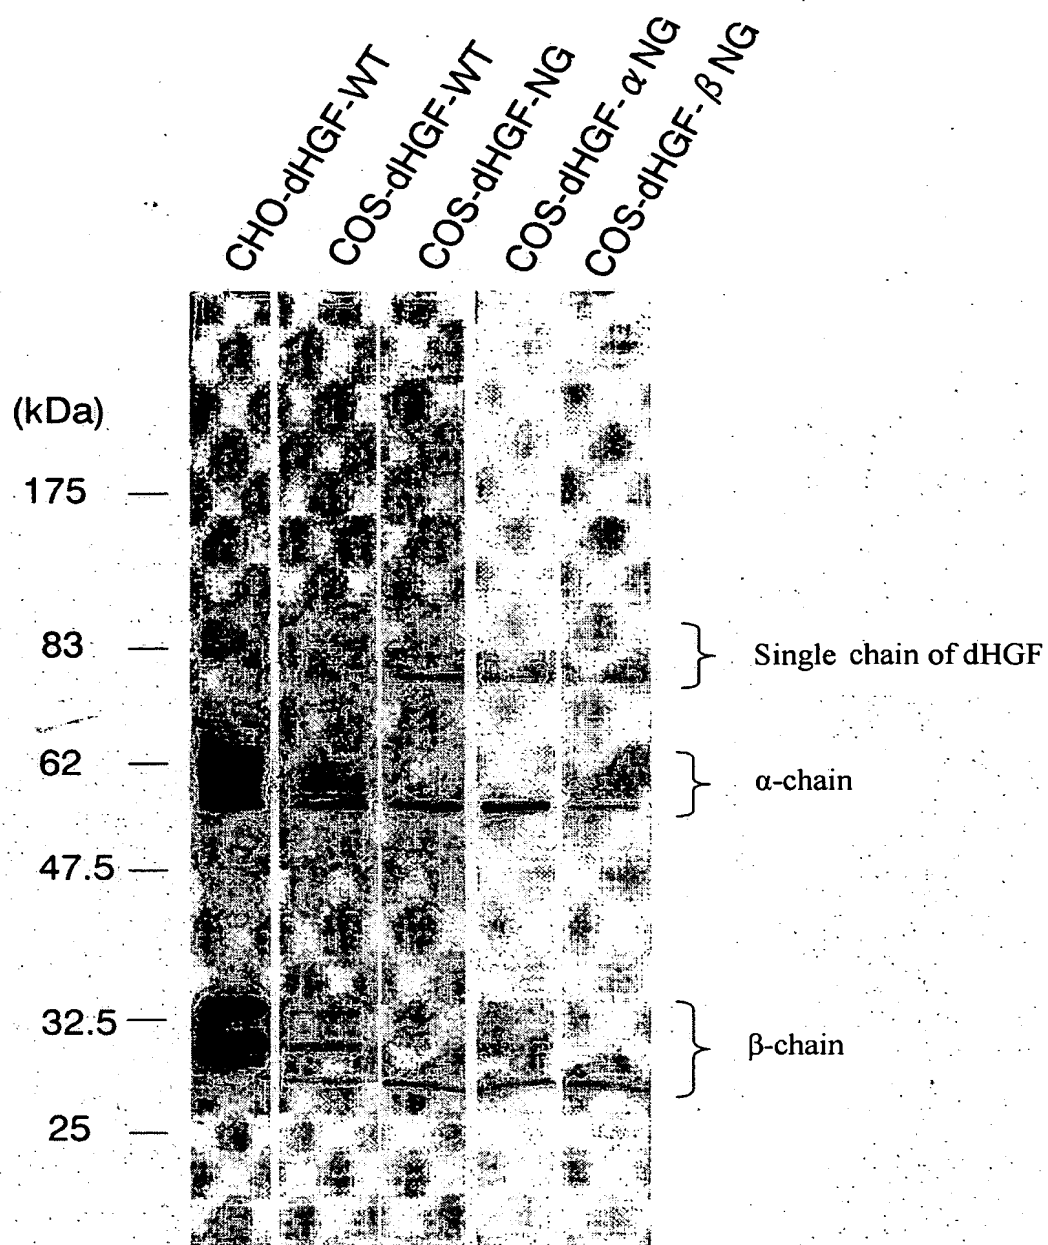 CHO-dHGF-WT
COS-dHGF-WT
COS-dHGF-NG
COS-dHGF-αNG
COS-dHGF-βNG
(kDa)
175
83
Single chain of dHGF
62
α-chain
47.5
32.5
β-chain
25